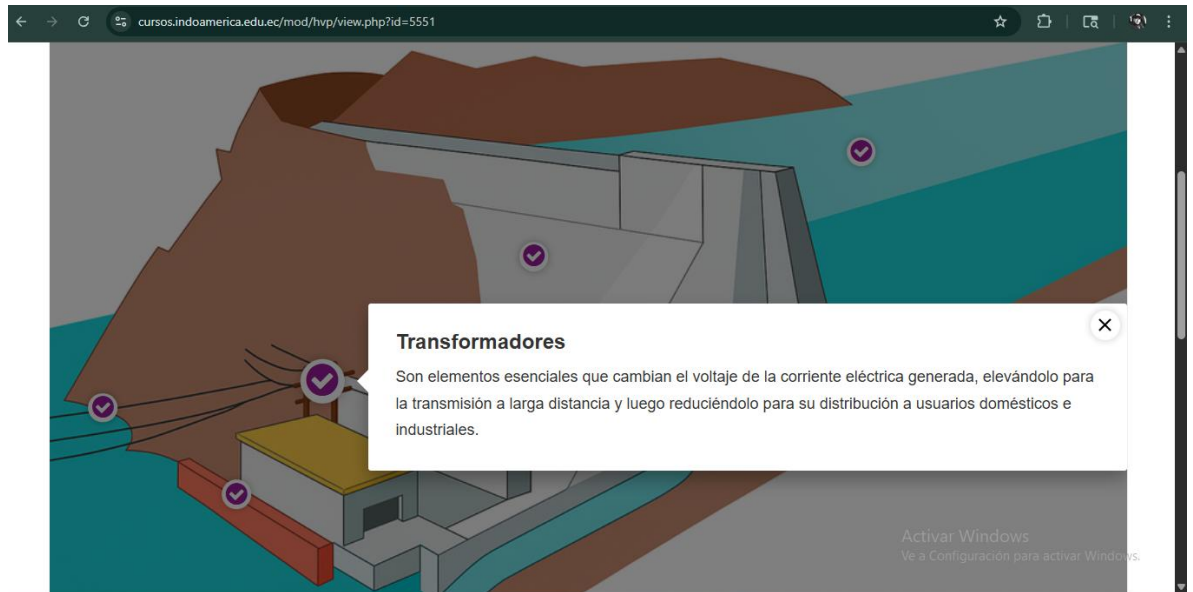 cursos.indoamerica.edu.ec/mod/hvp/view.php?id=5551
Transformadores
Son elementos esenciales que cambian el voltaje de la corriente eléctrica generada, elevándolo para
la transmisión a larga distancia y luego reduciéndolo para su distribución a usuarios domésticos e
industriales.
Activar Windows
Ve a Configuración para activar Windows.